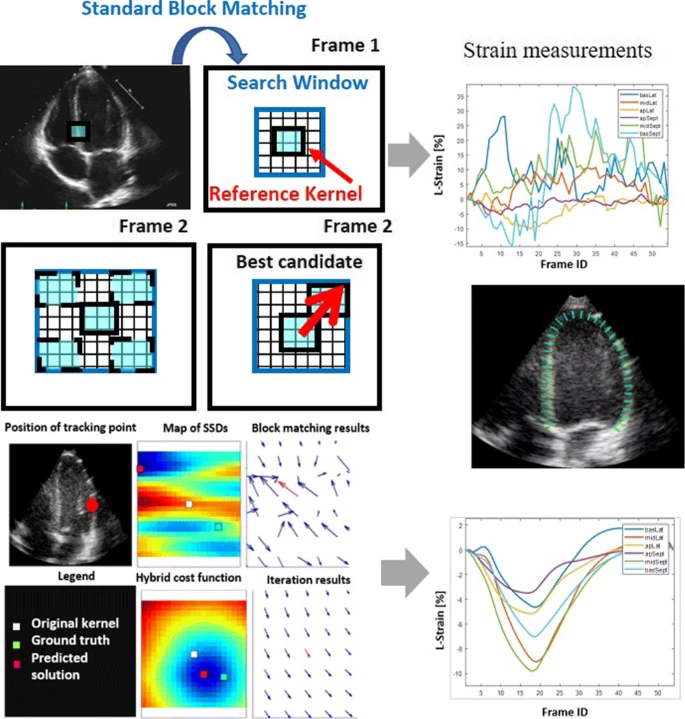 Standard Block Matching
Frame 1
Search Window
Reference Kernel
Frame 2
Frame 2
Best candidate
Position of tracking point
Map of SSDs
Block matching results
Legend
Hybrid cost function
Iteration results
Original kernel
Ground truth
Predicted
solution
Strain measurements
L-Strain [%]
35
30
25
20
15
10
5
0
-5
-10
-15
basLat
midLat
apLat
apSept
midSept
basSept
5 10 15 20 25 30 35 40 45 50
Frame ID
L-Strain [%]
2
0
-2
-4
-6
-8
-10
basLat
midLat
apLat
apSept
midSept
basSept
5 10 15 20 25 30 35 40 45 50
Frame ID